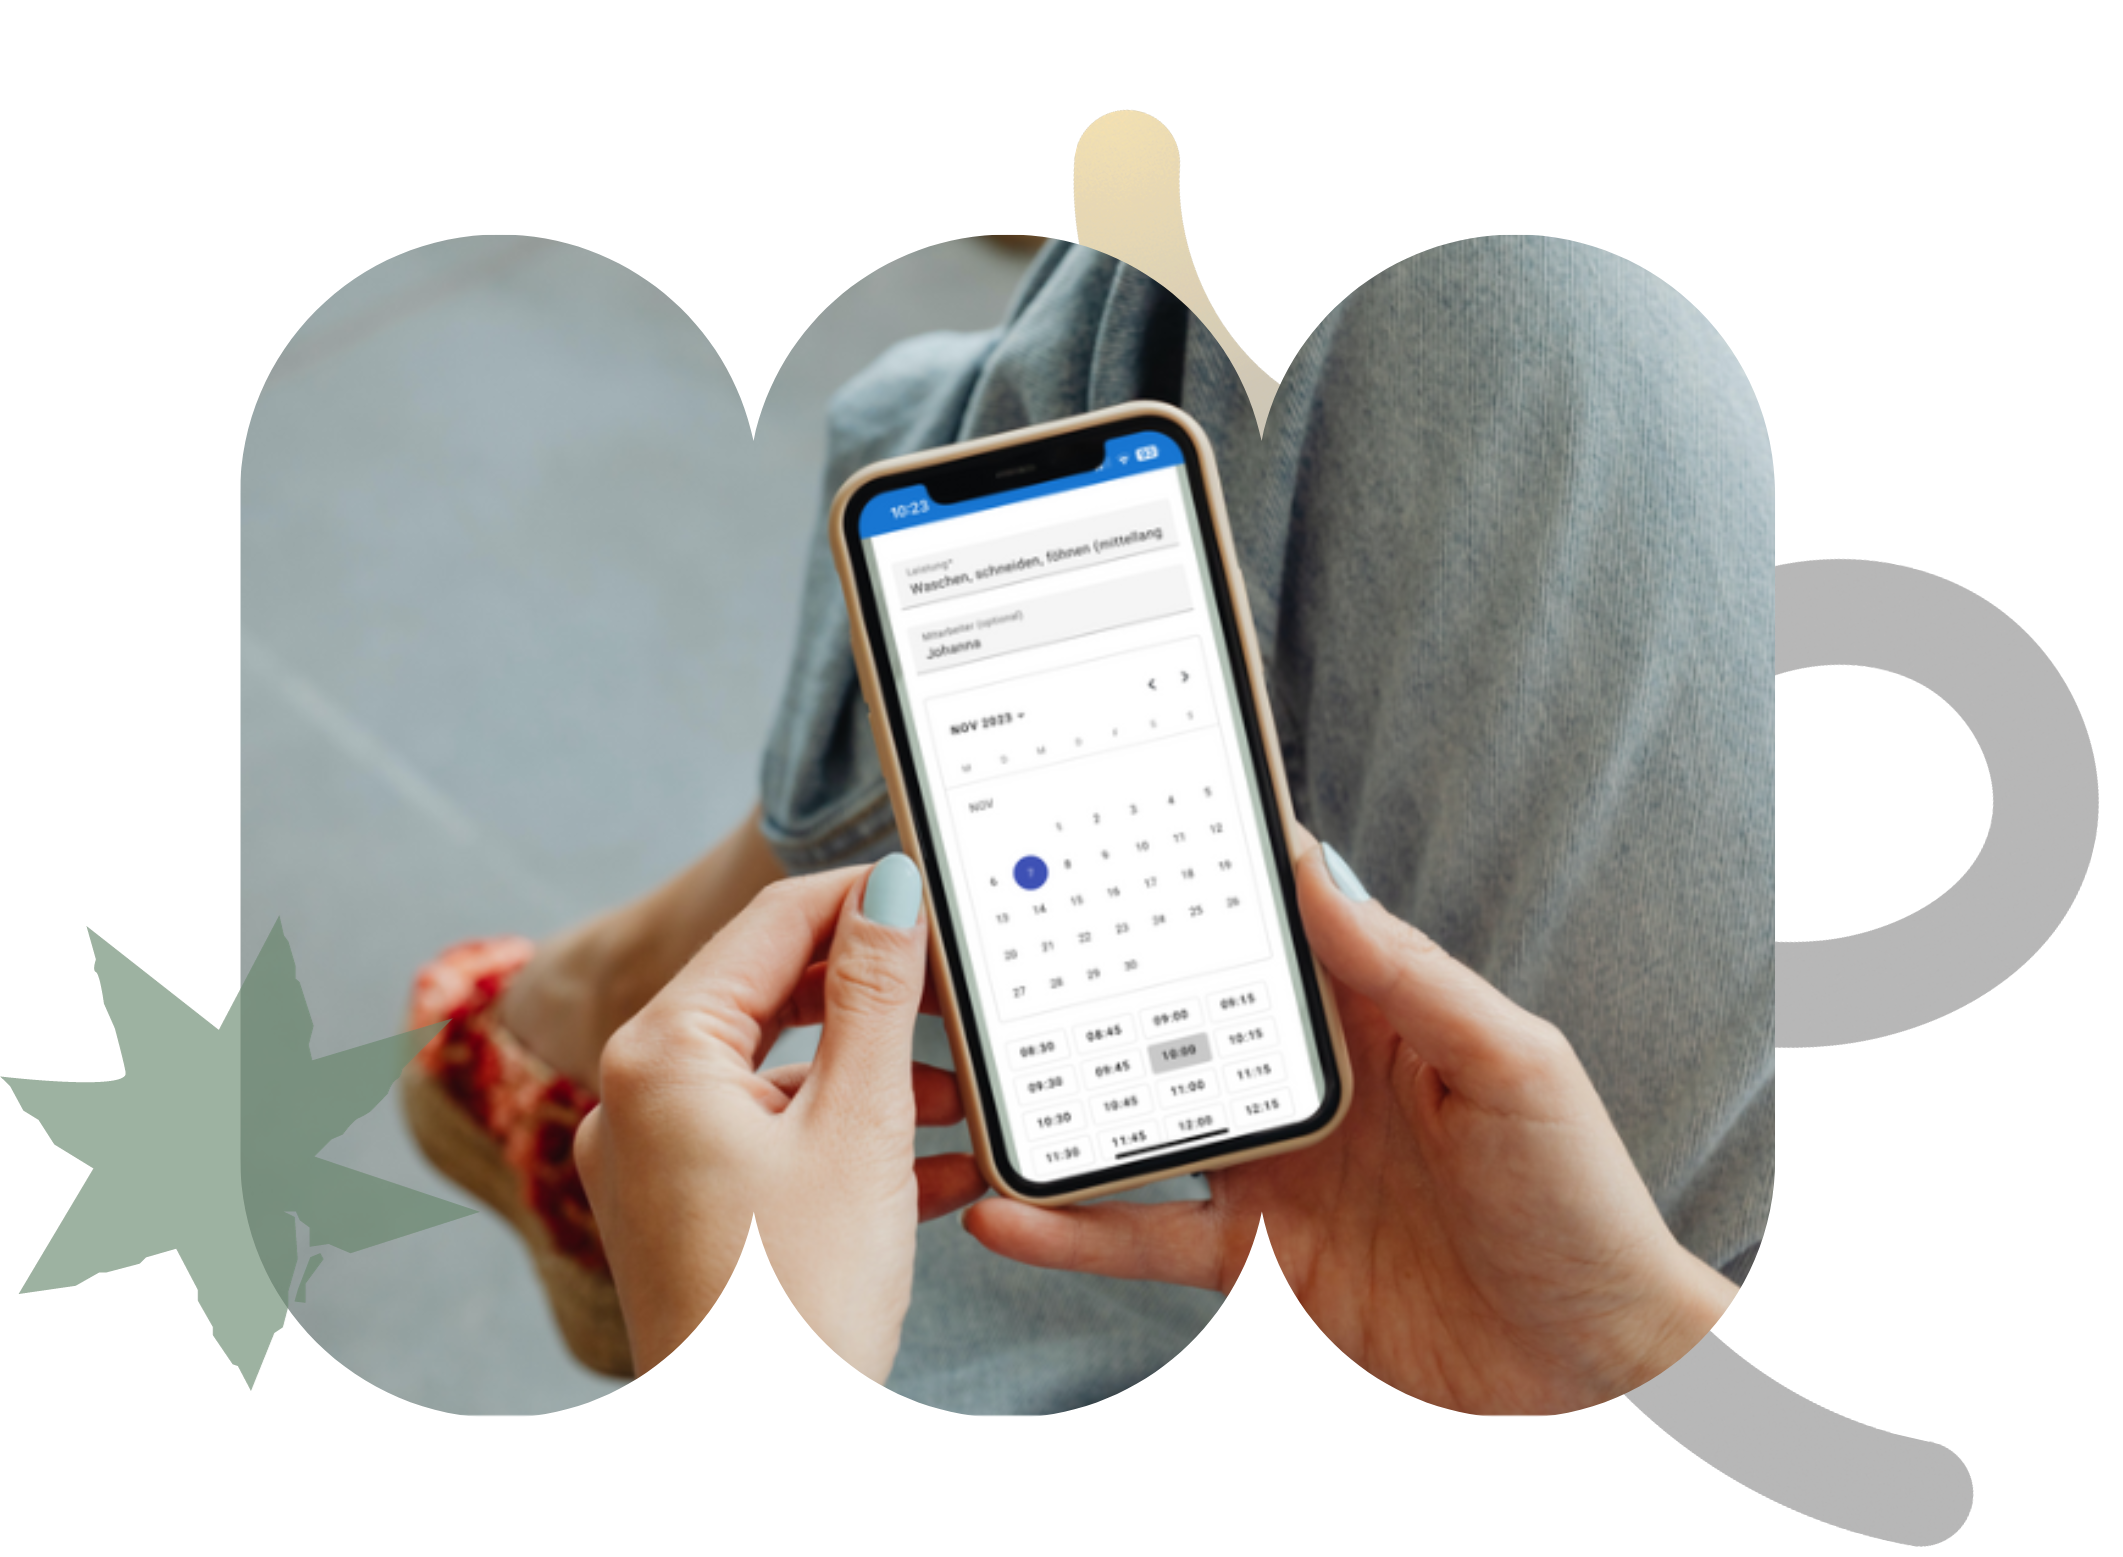 10:23
93
Leistung*
Waschen, schneiden, föhnen (mittellang
Mitarbeiter (optional)
Johanna
NOV 2023
M D M D F S S
NOV
1 2 3 4 5
6 7 8 9 10 11 12
13 14 15 16 17 18 19
20 21 22 23 24 25 26
27 28 29 30
08:30 08:45 09:00 09:15
09:30 09:45 10:00 10:15
10:30 10:45 11:00 11:15
11:30 11:45 12:00 12:15